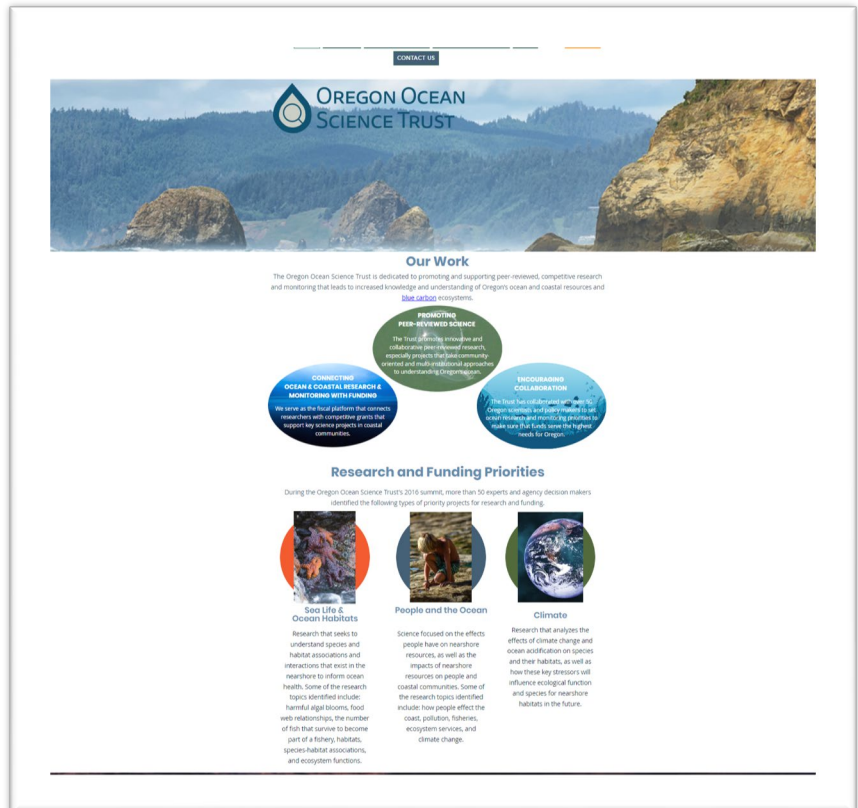 CONTACT US
OREGON OCEAN
SCIENCE TRUST
Our Work
The Oregon Ocean Science Trust is dedicated to promoting and supporting peer-reviewed, competitive research
and monitoring that leads to increased knowledge and understanding of Oregon's ocean and coastal resources and
blue carbon ecosystems.
PROMOTING
PEER-REVIEWED SCIENCE
The Trust promotes innovative and
collaborative peer-reviewed research,
especially projects that take community-
oriented and multi-institutional approaches
to understanding Oregon's ocean.
CONNECTING
OCEAN & COASTAL RESEARCH &
MONITORING WITH FUNDING
We serve as the fiscal platform that connects
researchers with competitive grants that
support key science projects in coastal
communities.
ENCOURAGING
COLLABORATION
The Trust has collaborated with over 50
Oregon scientists and policy makers to set
ocean research and monitoring priorities to
make sure that funds serve the highest
needs for Oregon.
Research and Funding Priorities
During the Oregon Ocean Science Trust's 2016 summit, more than 50 experts and agency decision makers
identified the following types of priority projects for research and funding.
Sea Life &
Ocean Habitats
Research that seeks to
understand species and
habitat associations and
interactions that exist in the
nearshore to inform ocean
health. Some of the research
topics identified include:
harmful algal blooms, food
web relationships, the number
of fish that survive to become
part of a fishery, habitats,
species-habitat associations,
and ecosystem functions.
People and the Ocean
Science focused on the effects
people have on nearshore
resources, as well as the
impacts of nearshore
resources on people and
coastal communities. Some of
the research topics identified
include: how people effect the
coast, pollution, fisheries,
ecosystem services, and
climate change.
Climate
Research that analyzes the
effects of climate change and
ocean acidification on species
and their habitats, as well as
how these key stressors will
influence ecological function
and species for nearshore
habitats in the future.